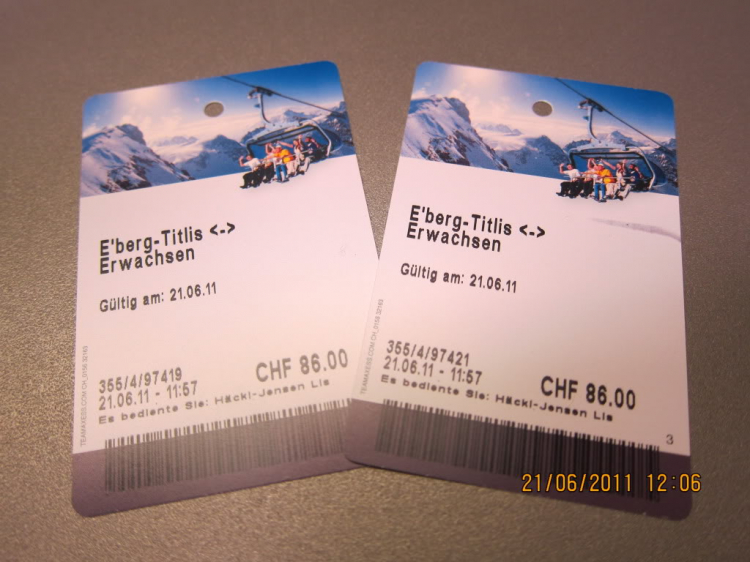 E'berg-Titlis <->
Erwachsen
Gültig am: 21.06.11
355/4/97419
21.06.11 - 11:57
CHF 86.00
Es bediente Sie: Häcki-Jensen Lis
E'berg-Titlis <->
Erwachsen
Gültig am: 21.06.11
355/4/97421
21.06.11 - 11:57
CHF 86.00
Es bediente Sie: Häcki-Jensen Lis
3
21/06/2011 12:06